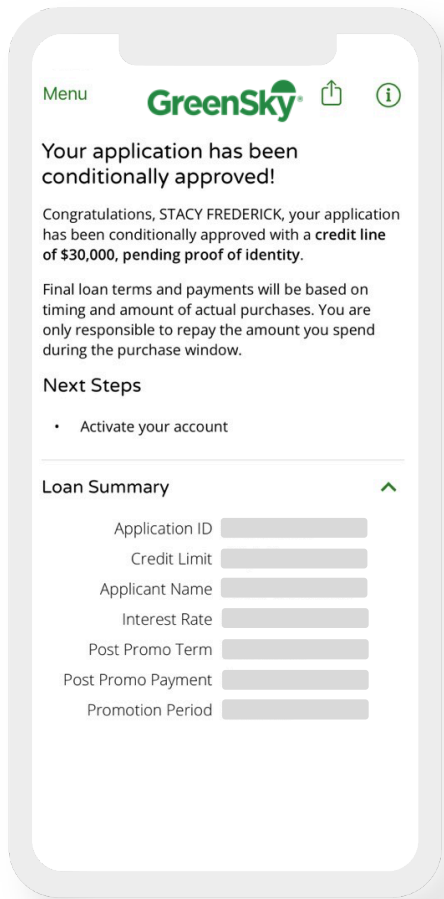 Menu
GreenSky®
Your application has been
conditionally approved!
Congratulations, STACY FREDERICK, your application
has been conditionally approved with a credit line
of $30,000, pending proof of identity.
Final loan terms and payments will be based on
timing and amount of actual purchases. You are
only responsible to repay the amount you spend
during the purchase window.
Next Steps
• Activate your account
Loan Summary
Application ID
Credit Limit
Applicant Name
Interest Rate
Post Promo Term
Post Promo Payment
Promotion Period